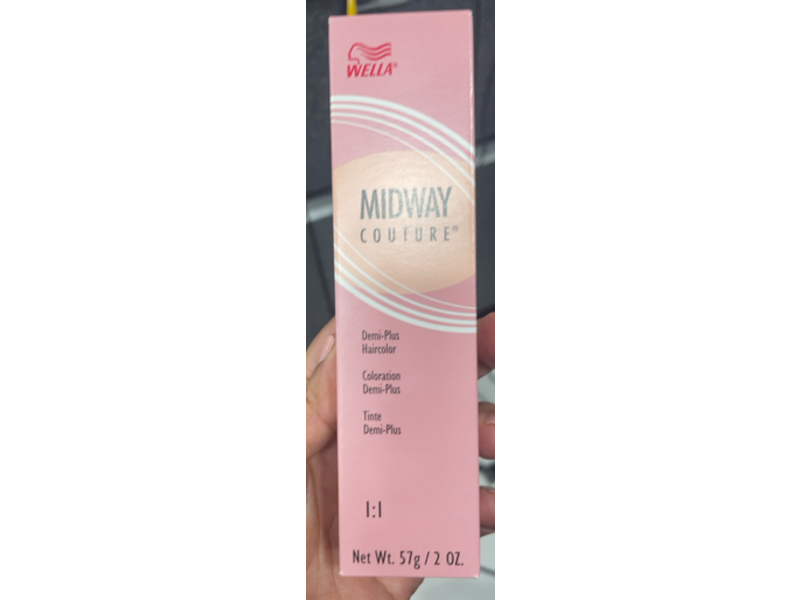 WELLA®
MIDWAY
COUTURE®
Demi-Plus
Haircolor
Coloration
Demi-Plus
Tinte
Demi-Plus
1:1
Net Wt. 57g / 2 OZ.